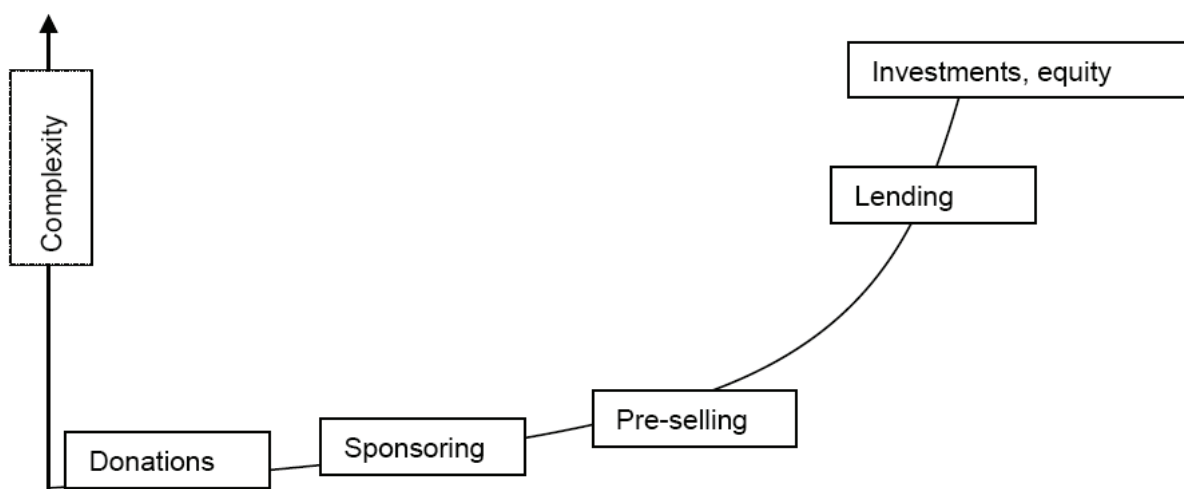 Investments, equity
Complexity
Lending
Pre-selling
Sponsoring
Donations